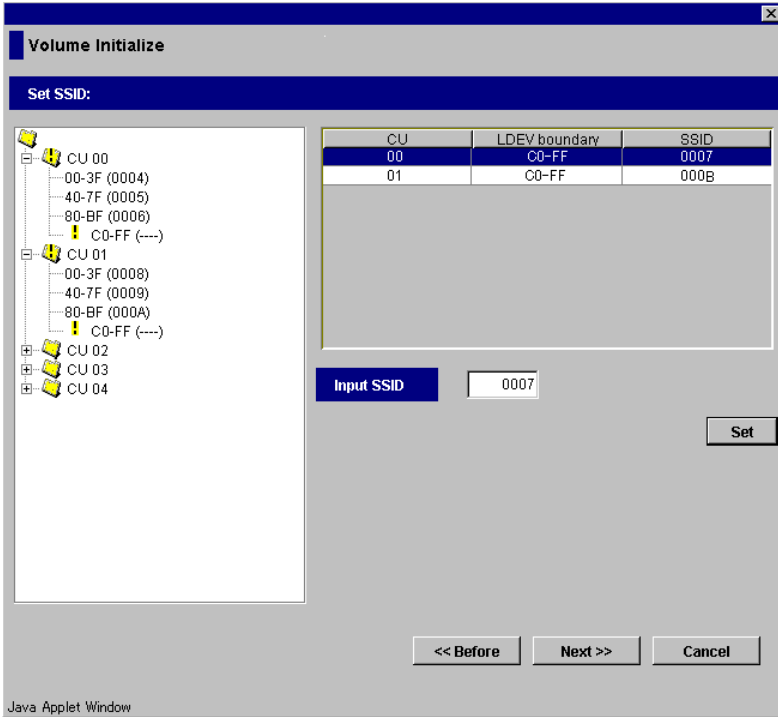 Volume Initialize
Set SSID:
CU 00
00-3F (0004)
40-7F (0005)
80-BF (0006)
! C0-FF (----)
CU 01
00-3F (0008)
40-7F (0009)
80-BF (000A)
! C0-FF (----)
CU 02
CU 03
CU 04
CU LDEV boundary SSID
00 C0-FF 0007
01 C0-FF 000B
Input SSID 0007
Set
<< Before Next >> Cancel
Java Applet Window